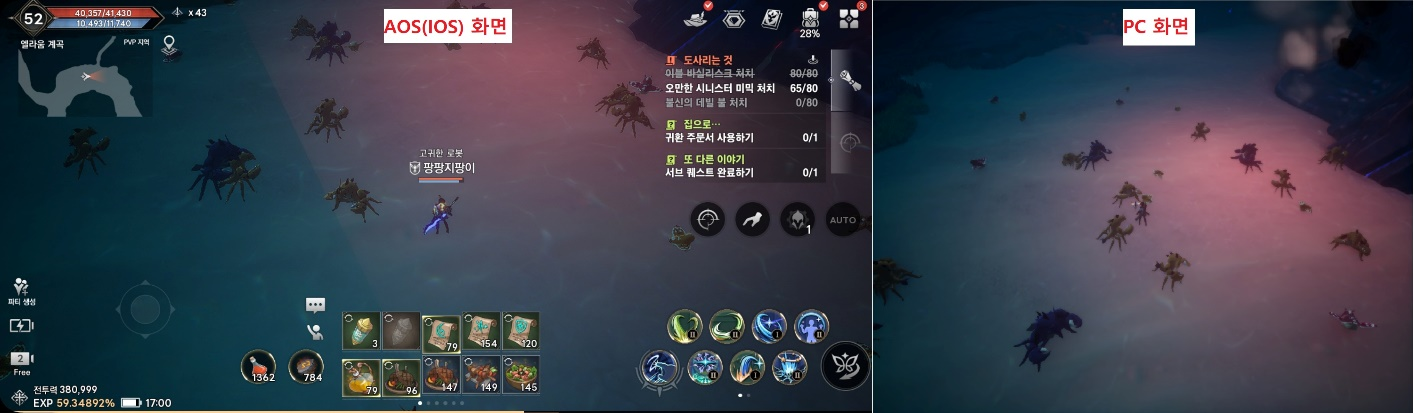 52
40,357/41,430
10,493/11,740
x 43
AOS(IOS) 화면
PC 화면
3
28%
엘라움 계곡
PVP 지역
도사리는 것
이블 바실리스크 처치 80/80
오만한 시니스터 미믹 처치 65/80
불신의 데빌 불 처치 0/80
집으로…
귀환 주문서 사용하기 0/1
또 다른 이야기
서브 퀘스트 완료하기 0/1
고귀한 로봇
팡팡지팡이
1
AUTO
파티 생성
2
Free
3
79
154
120
1362
784
79
96
147
149
145
II
II
I
II
II
I
II
전투력 380,999
EXP 59.34892% 17:00